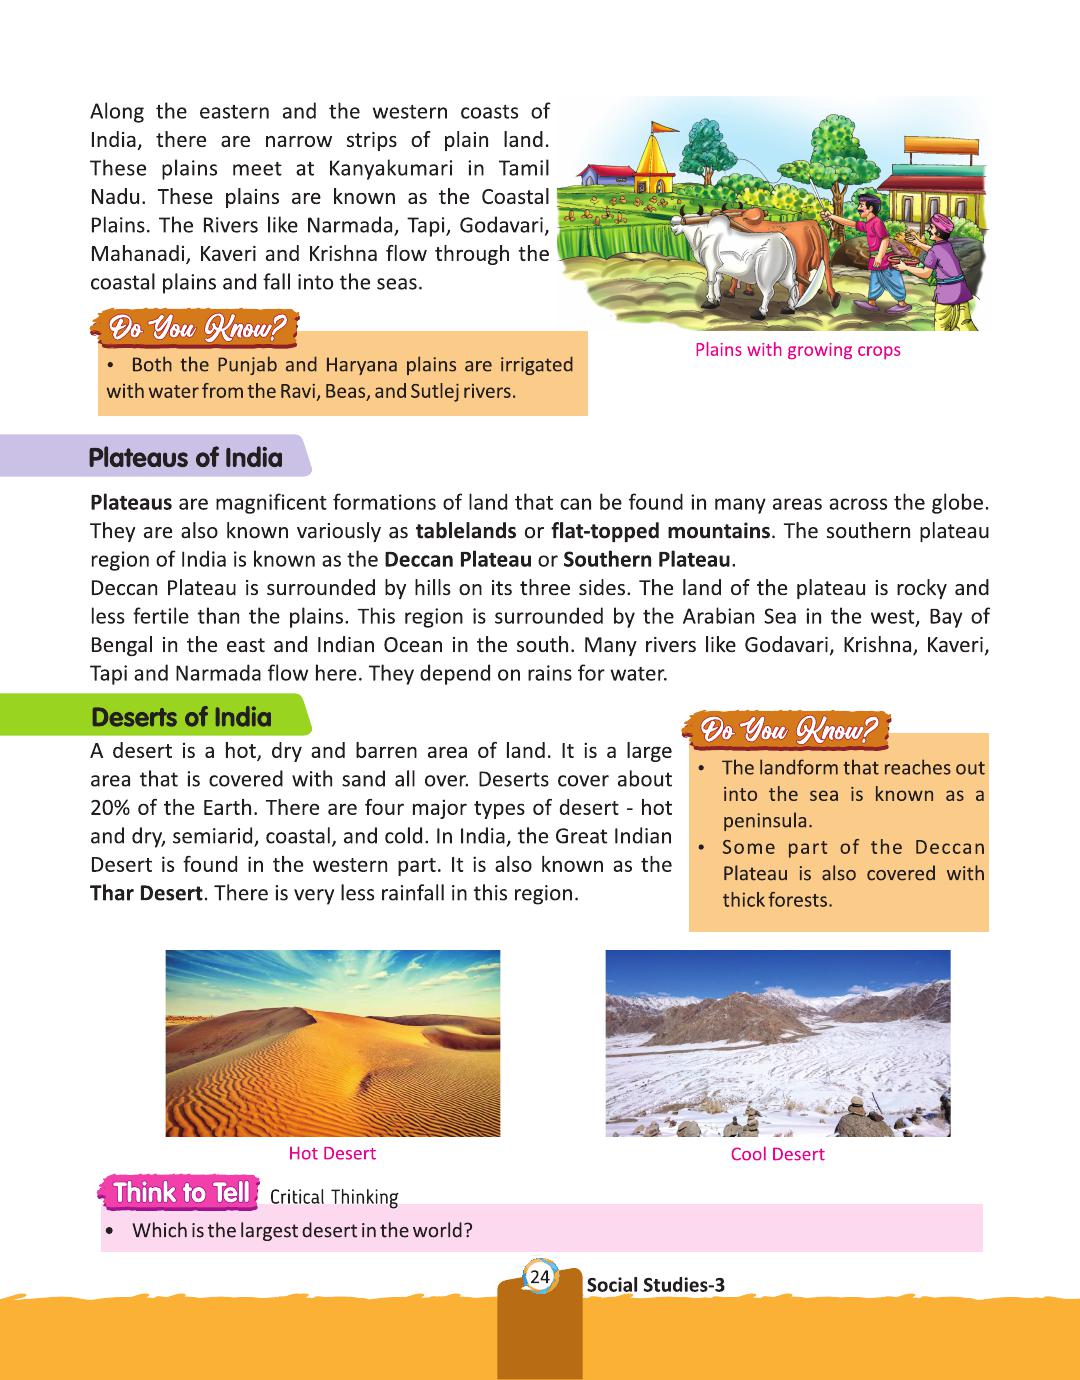 Along the eastern and the western coasts of
India, there are narrow strips of plain land.
These plains meet at Kanyakumari in Tamil
Nadu. These plains are known as the Coastal
Plains. The Rivers like Narmada, Tapi, Godavari,
Mahanadi, Kaveri and Krishna flow through the
coastal plains and fall into the seas.
Plains with growing crops
Do You Know?
• Both the Punjab and Haryana plains are irrigated
with water from the Ravi, Beas, and Sutlej rivers.
Plateaus of India
Plateaus are magnificent formations of land that can be found in many areas across the globe.
They are also known variously as tablelands or flat-topped mountains. The southern plateau
region of India is known as the Deccan Plateau or Southern Plateau.
Deccan Plateau is surrounded by hills on its three sides. The land of the plateau is rocky and
less fertile than the plains. This region is surrounded by the Arabian Sea in the west, Bay of
Bengal in the east and Indian Ocean in the south. Many rivers like Godavari, Krishna, Kaveri,
Tapi and Narmada flow here. They depend on rains for water.
Deserts of India
A desert is a hot, dry and barren area of land. It is a large
area that is covered with sand all over. Deserts cover about
20% of the Earth. There are four major types of desert - hot
and dry, semiarid, coastal, and cold. In India, the Great Indian
Desert is found in the western part. It is also known as the
Thar Desert. There is very less rainfall in this region.
Do You Know?
• The landform that reaches out
into the sea is known as a
peninsula.
• Some part of the Deccan
Plateau is also covered with
thick forests.
Hot Desert
Cool Desert
Think to Tell Critical Thinking
• Which is the largest desert in the world?
24
Social Studies-3